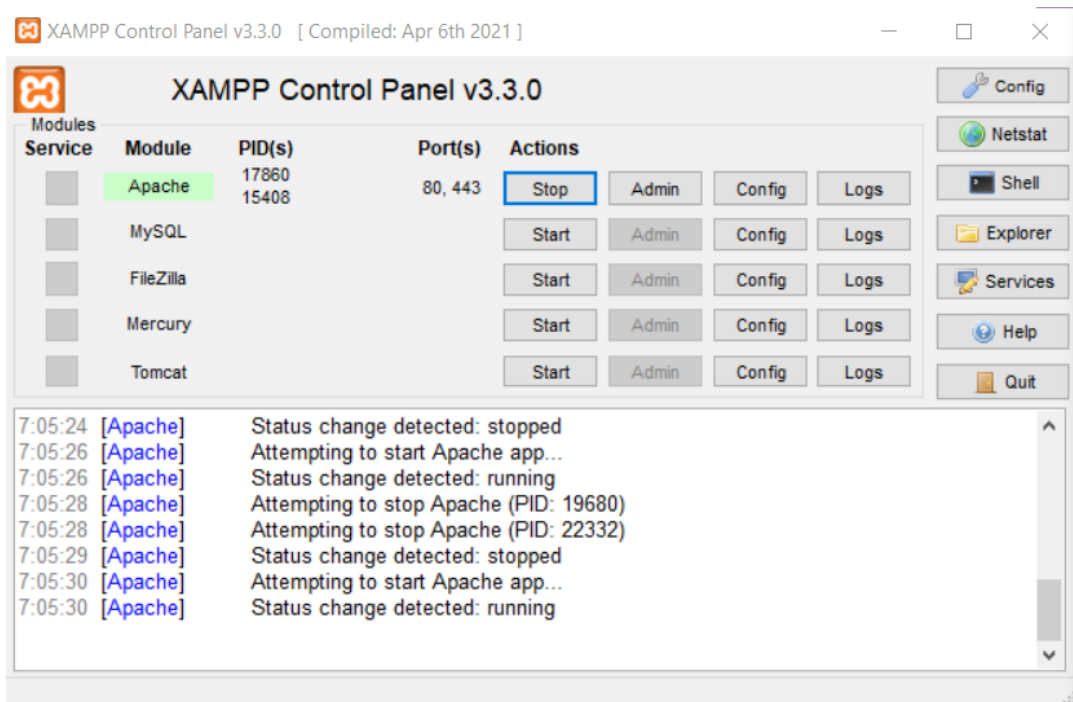 XAMPP Control Panel v3.3.0 [ Compiled: Apr 6th 2021 ]
XAMPP Control Panel v3.3.0
Config
Modules
Netstat
Service Module PID(s) Port(s) Actions
Apache 17860 80, 443 Stop Admin Config Logs
15408
Shell
MySQL Start Admin Config Logs
Explorer
FileZilla Start Admin Config Logs
Services
Mercury Start Admin Config Logs
Help
Tomcat Start Admin Config Logs
Quit
7:05:24 [Apache] Status change detected: stopped
7:05:26 [Apache] Attempting to start Apache app...
7:05:26 [Apache] Status change detected: running
7:05:28 [Apache] Attempting to stop Apache (PID: 19680)
7:05:28 [Apache] Attempting to stop Apache (PID: 22332)
7:05:29 [Apache] Status change detected: stopped
7:05:30 [Apache] Attempting to start Apache app...
7:05:30 [Apache] Status change detected: running